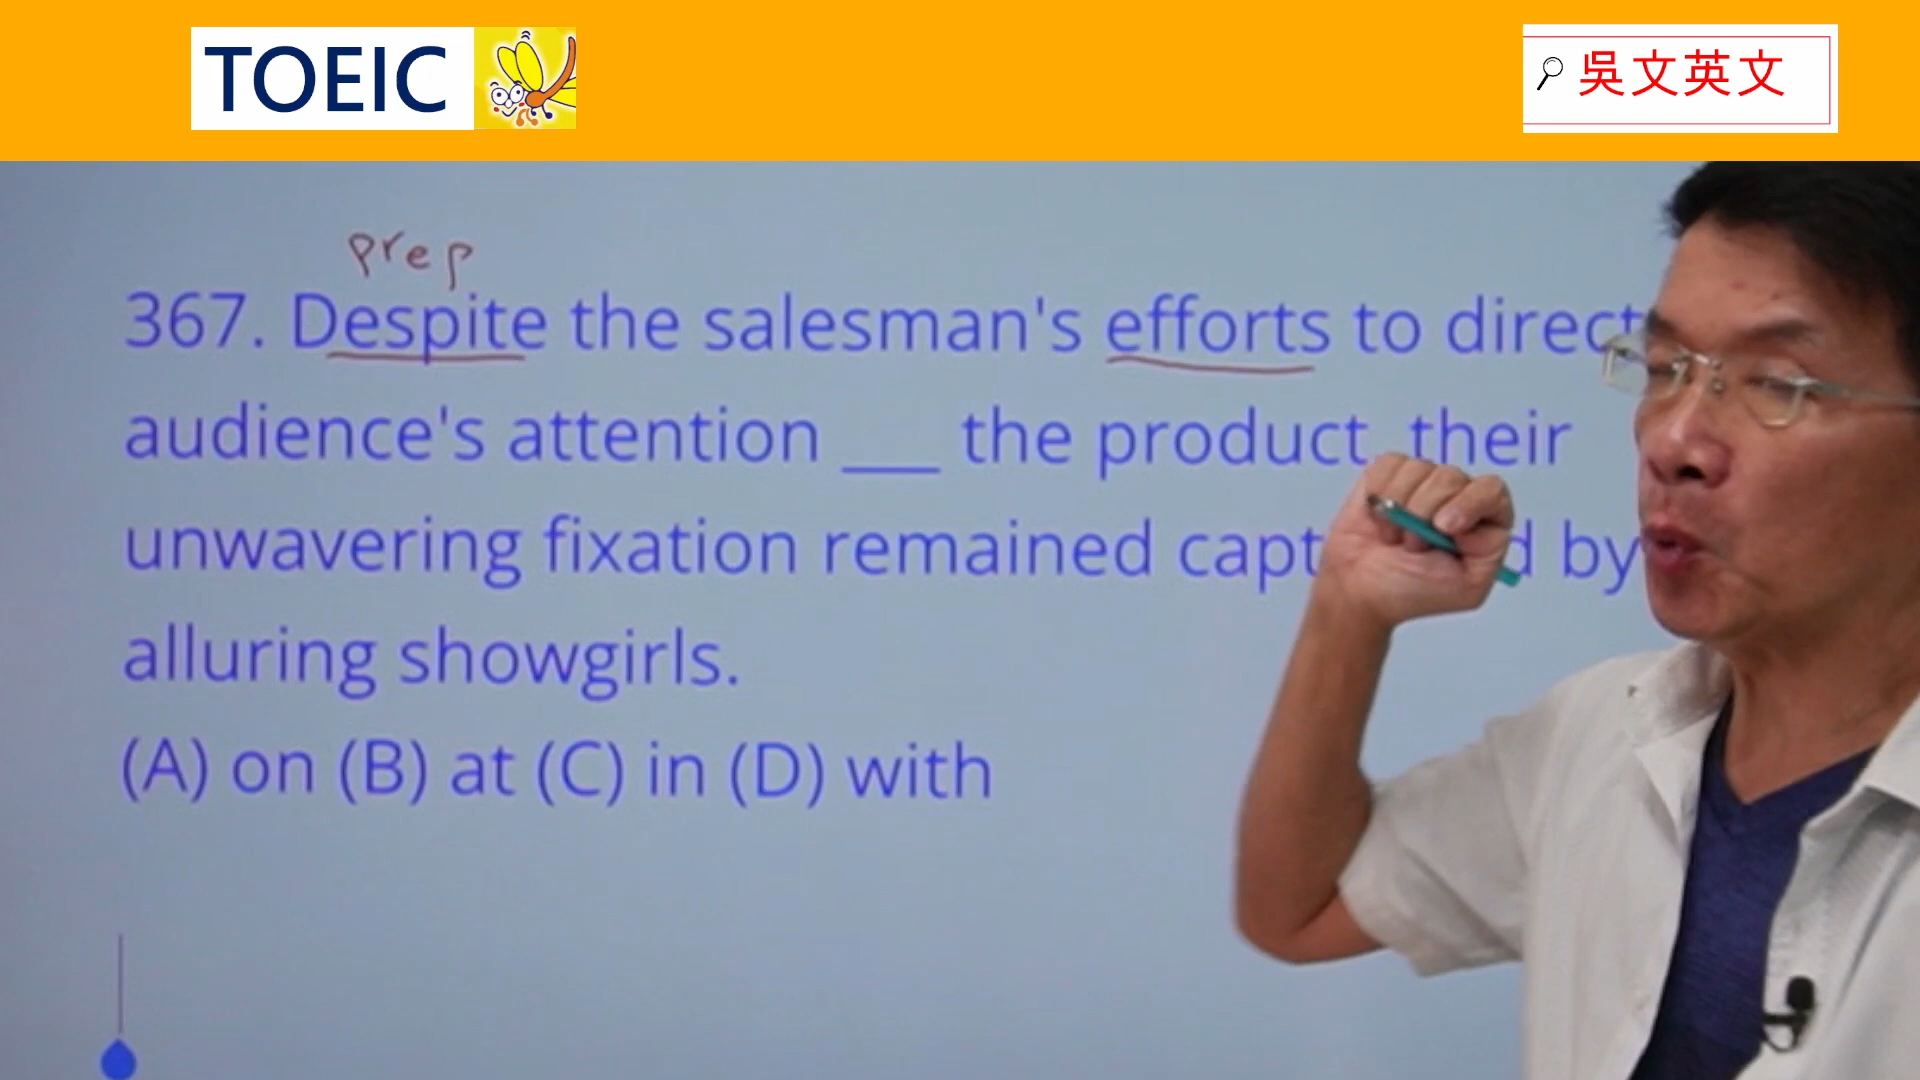 TOEIC
吳文英文
prep
367. Despite the salesman's efforts to direct
audience's attention ___ the product, their
unwavering fixation remained by
alluring showgirls.
(A) on (B) at (C) in (D) with